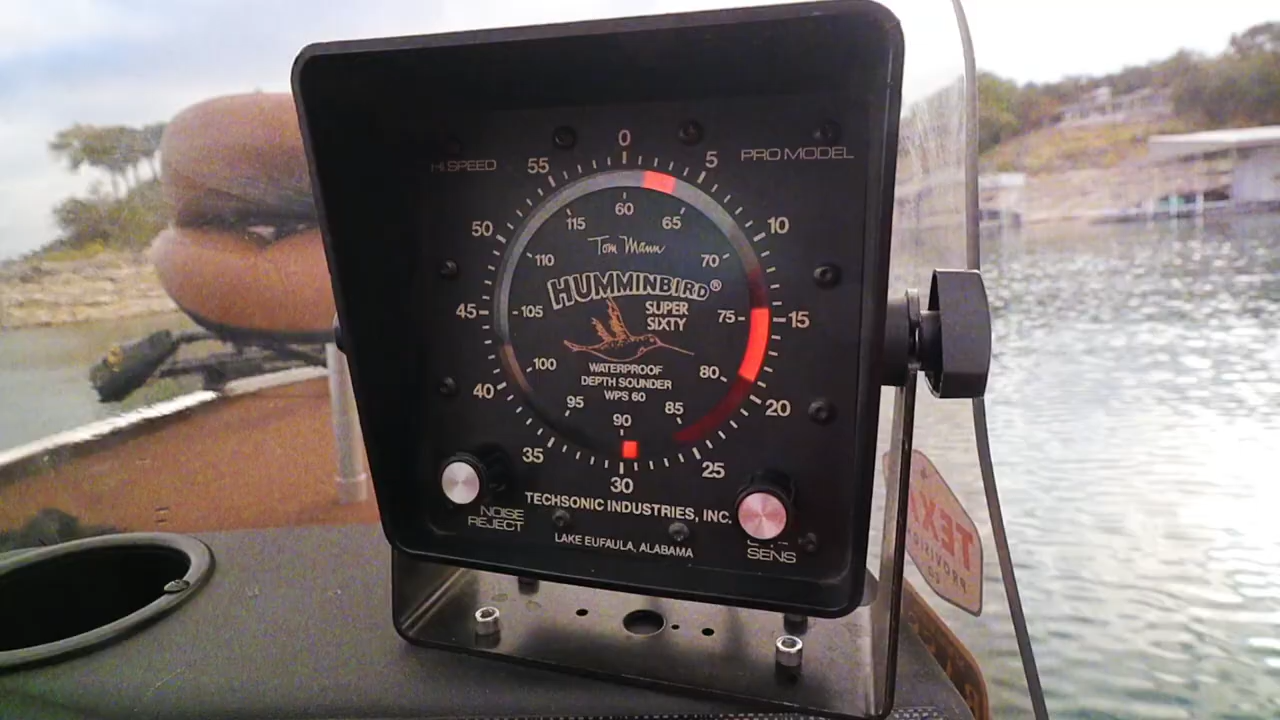 HI SPEED
PRO MODEL
0
5
10
15
20
25
30
35
40
45
50
55
60
65
70
75
80
85
90
95
100
105
110
115
Tom Mann
HUMMINBIRD®
SUPER
SIXTY
WATERPROOF
DEPTH SOUNDER
WPS 60
TECHSONIC INDUSTRIES, INC.
LAKE EUFAULA, ALABAMA
NOISE
REJECT
SENS